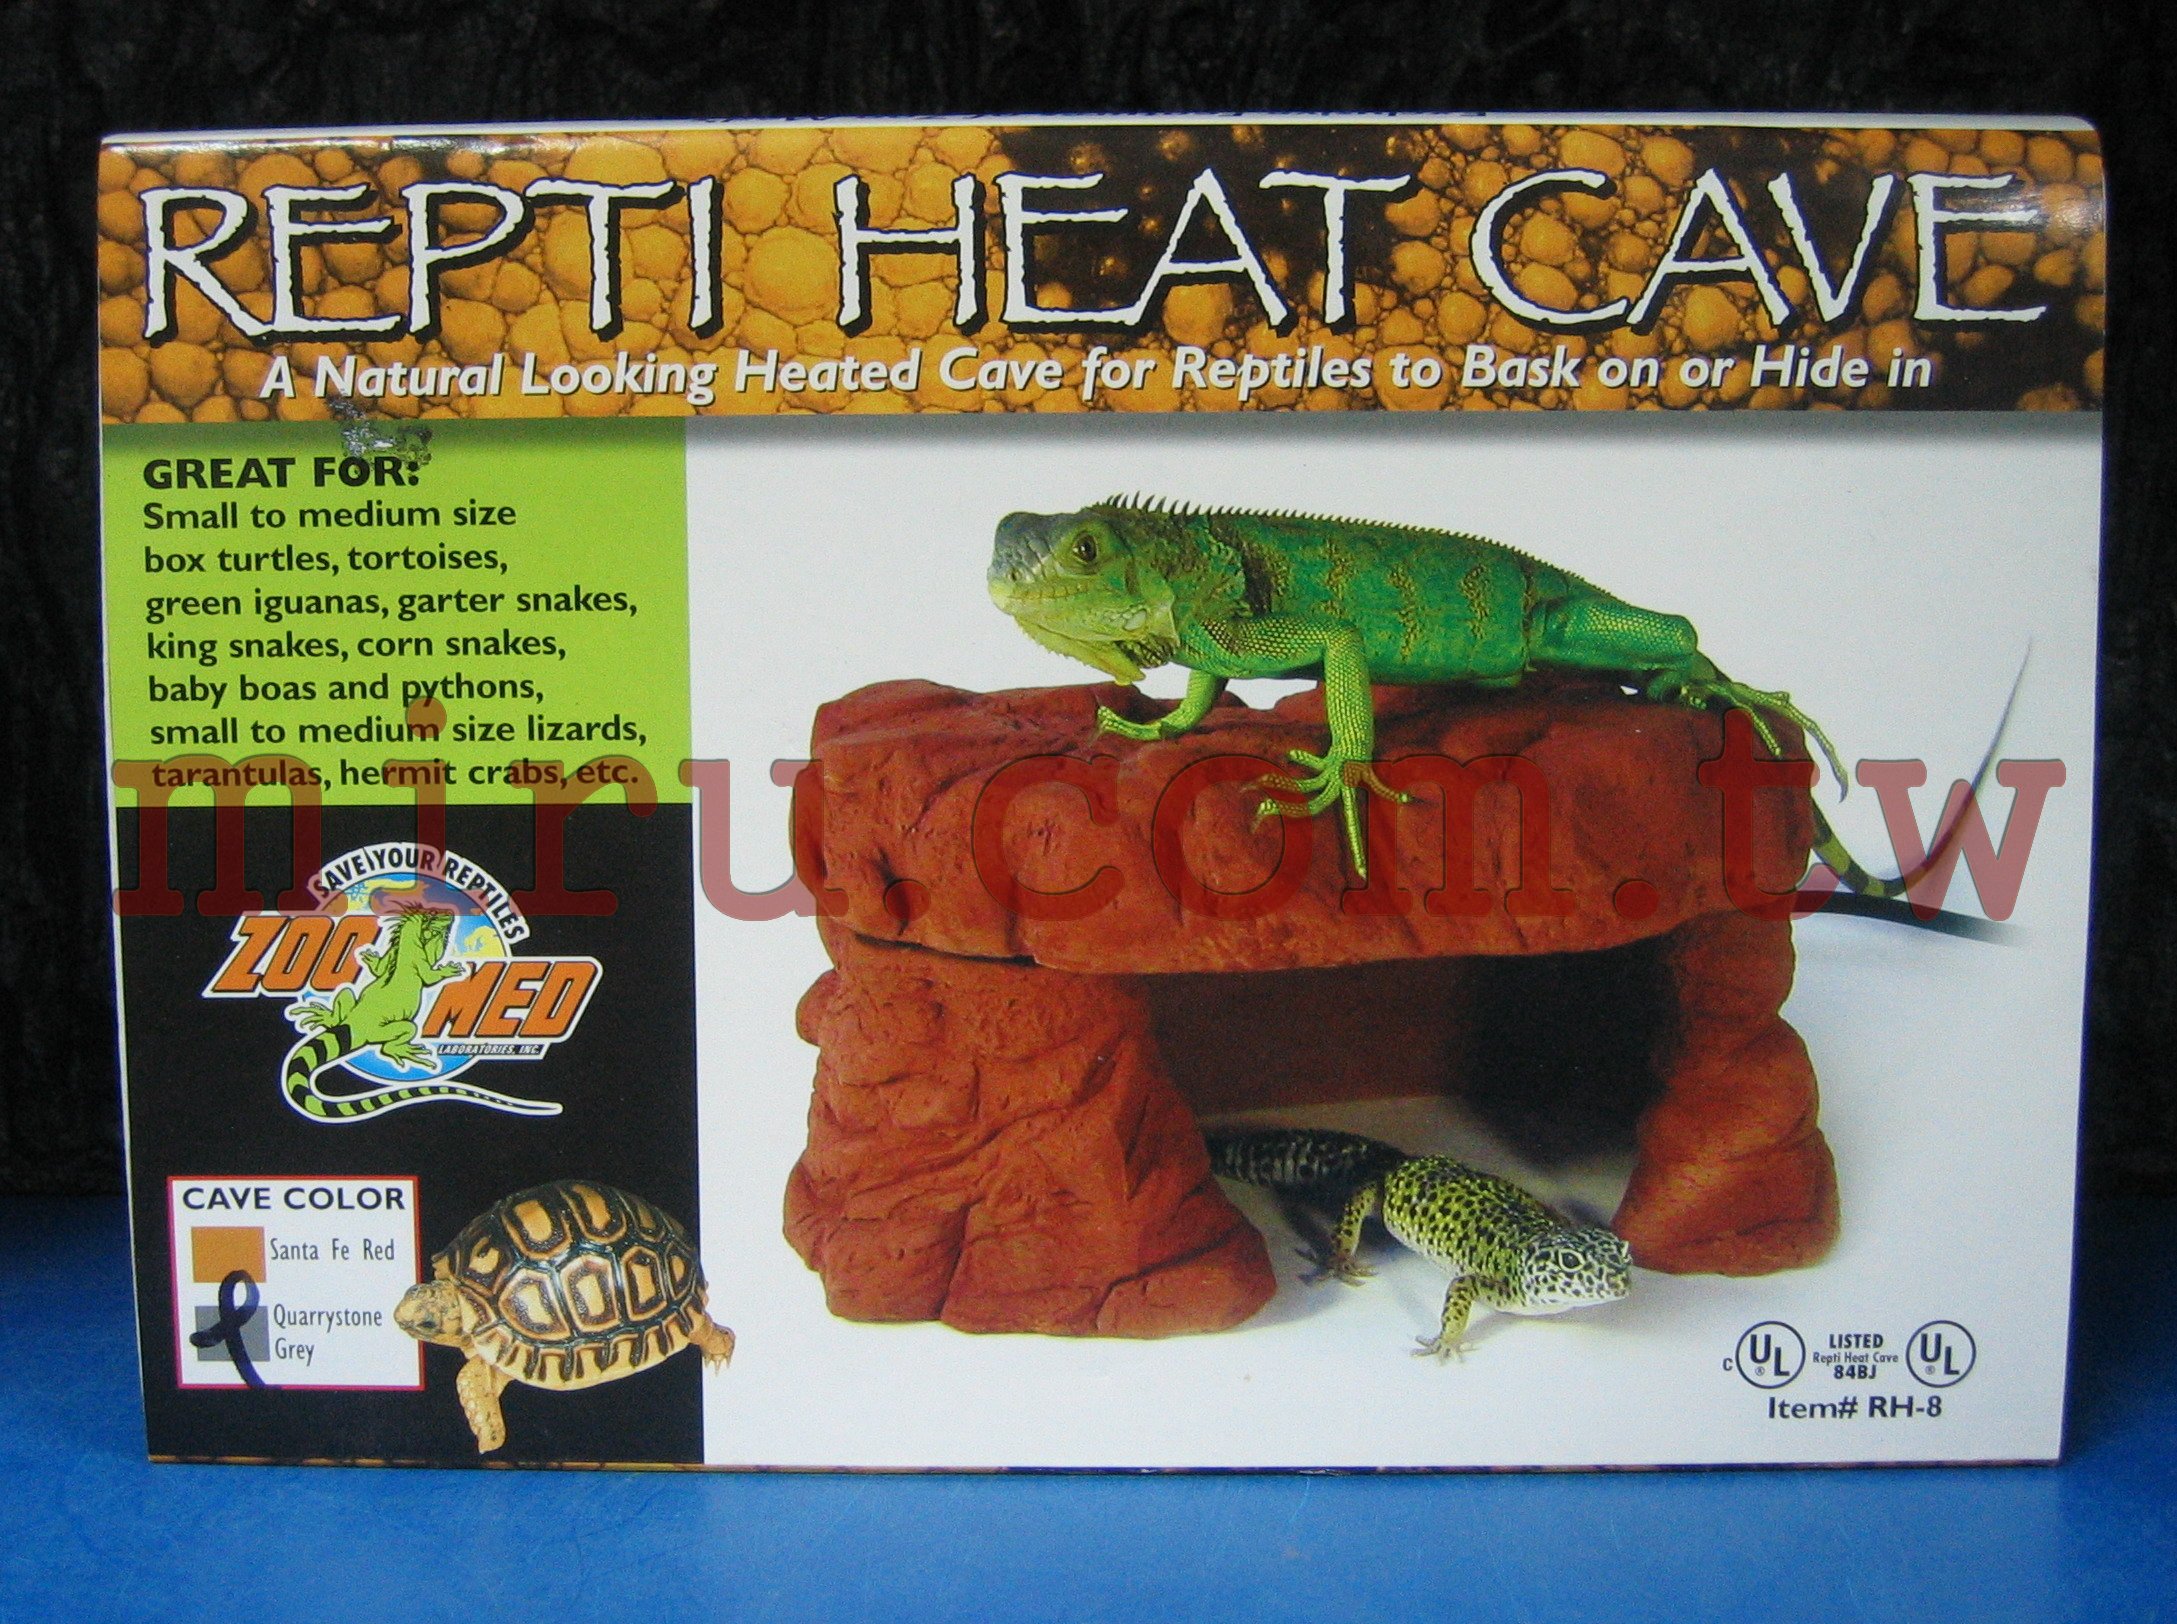 REPTI HEAT CAVE
A Natural Looking Heated Cave for Reptiles to Bask on or Hide in
GREAT FOR:
Small to medium size
box turtles, tortoises,
green iguanas, garter snakes,
king snakes, corn snakes,
baby boas and pythons,
small to medium size lizards,
tarantulas, hermit crabs, etc.
miru.com.tw
SAVE YOUR REPTILES
ZOO MED
LABORATORIES, INC.
CAVE COLOR
Santa Fe Red
Quarrystone
Grey
C UL ® LISTED UL ®
Repti Heat Cave
84BJ
Item# RH-8